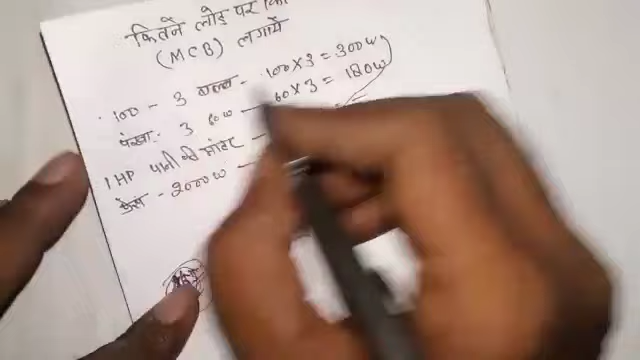 कितने लोड पर
(MCB) लगायें
100 - 3 बल्ब - 100×3 = 300W
पंखा: 3 60W - 60×3 = 180W
1HP पानी की मोटर -
प्रेस - 2000W -